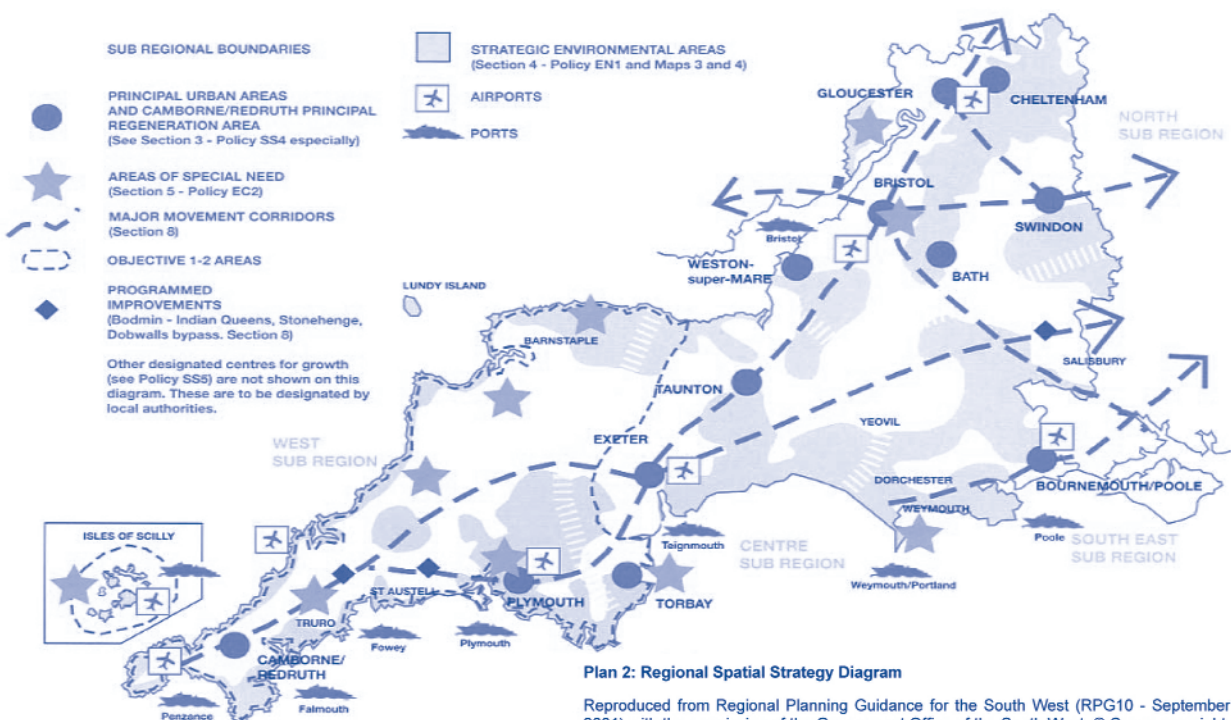 SUB REGIONAL BOUNDARIES
PRINCIPAL URBAN AREAS
AND CAMBORNE/REDRUTH PRINCIPAL
REGENERATION AREA
(See Section 3 - Policy SS4 especially)
AREAS OF SPECIAL NEED
(Section 5 - Policy EC2)
MAJOR MOVEMENT CORRIDORS
(Section 8)
OBJECTIVE 1-2 AREAS
PROGRAMMED
IMPROVEMENTS
(Bodmin - Indian Queens, Stonehenge,
Dobwalls bypass. Section 8)
Other designated centres for growth
(see Policy SS5) are not shown on this
diagram. These are to be designated by
local authorities.
STRATEGIC ENVIRONMENTAL AREAS
(Section 4 - Policy EN1 and Maps 3 and 4)
AIRPORTS
PORTS
GLOUCESTER
CHELTENHAM
NORTH
SUB REGION
BRISTOL
SWINDON
Bristol
WESTON-
super-MARE
BATH
LUNDY ISLAND
BARNSTAPLE
SALISBURY
TAUNTON
YEOVIL
EXETER
WEST
SUB REGION
DORCHESTER
BOURNEMOUTH/POOLE
WEYMOUTH
ISLES OF SCILLY
Teignmouth
CENTRE
SUB REGION
Poole
SOUTH EAST
SUB REGION
Weymouth/Portland
ST AUSTELL
PLYMOUTH
TORBAY
TRURO
Fowey
Plymouth
CAMBORNE/
REDRUTH
Falmouth
Penzance
Plan 2: Regional Spatial Strategy Diagram
Reproduced from Regional Planning Guidance for the South West (RPG10 - September